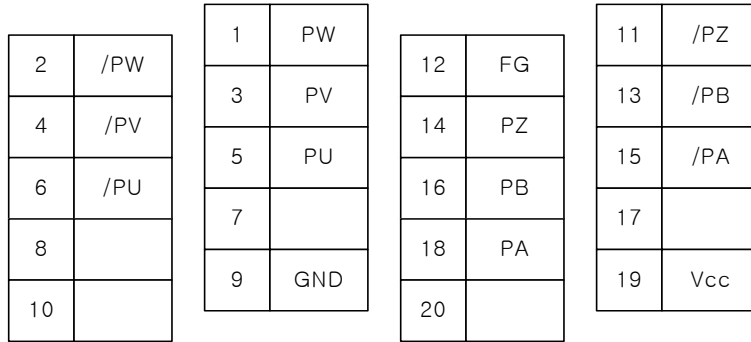 2 /PW
4 /PV
6 /PU
8
10
1 PW
3 PV
5 PU
7
9 GND
12 FG
14 PZ
16 PB
18 PA
20
11 /PZ
13 /PB
15 /PA
17
19 Vcc